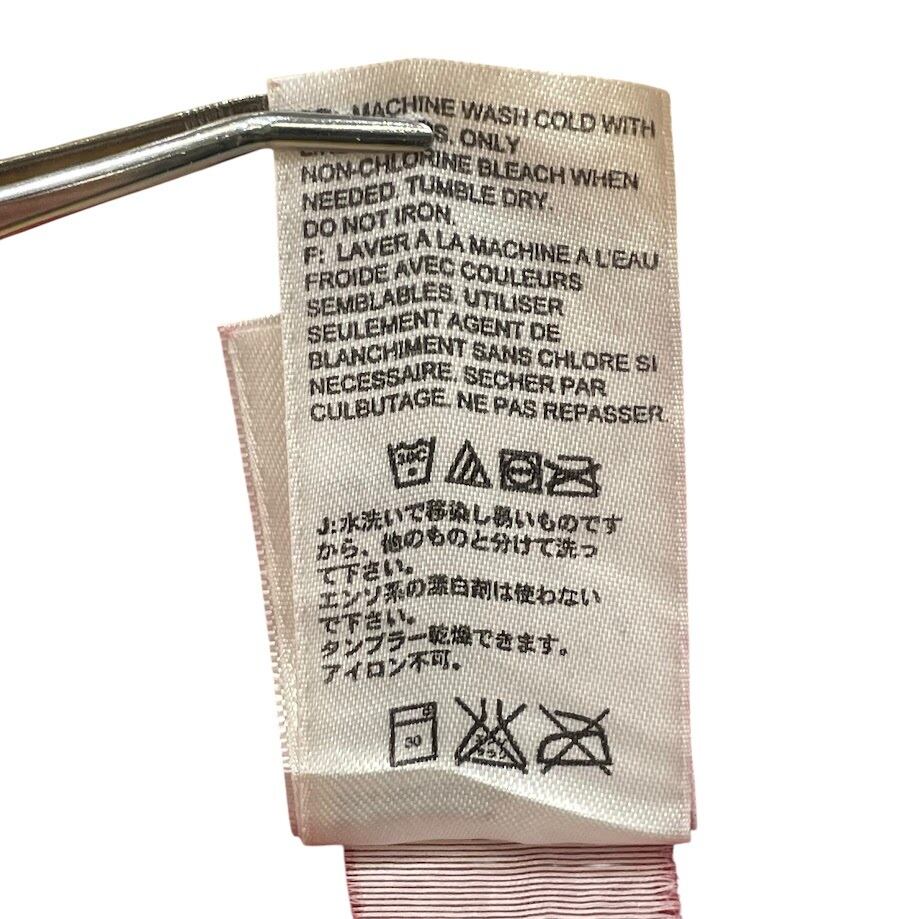 MACHINE WASH COLD WITH
ONLY
NON-CHLORINE BLEACH WHEN
NEEDED. TUMBLE DRY.
DO NOT IRON.
F: LAVER A LA MACHINE A L'EAU
FROIDE AVEC COULEURS
SEMBLABLES. UTILISER
SEULEMENT AGENT DE
BLANCHIMENT SANS CHLORE SI
NECESSAIRE. SECHER PAR
CULBUTAGE. NE PAS REPASSER.
30C
J:水洗いで移染し易いものです
から、他のものと分けて洗っ
て下さい。
エンソ系の漂白剤は使わない
で下さい。
タンブラー乾燥できます。
アイロン不可。
30